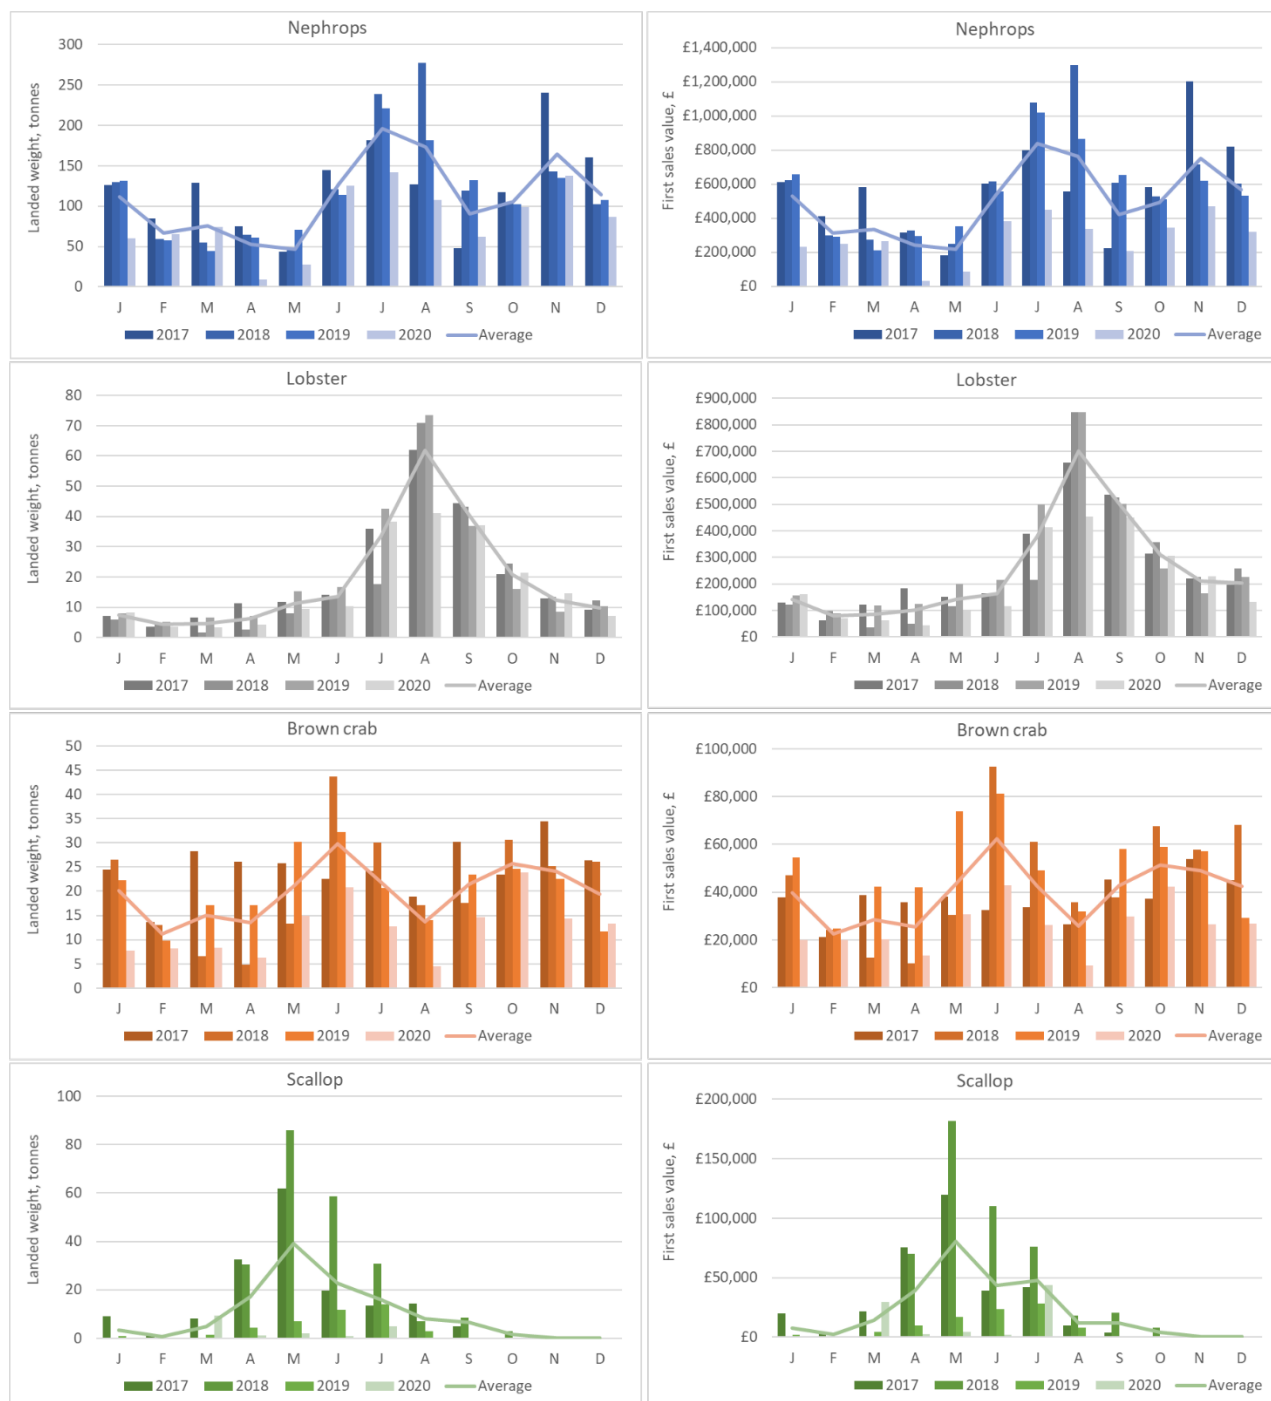 Nephrops
Landed weight, tonnes
300
250
200
150
100
50
0
J F M A M J J A S O N D
2017 2018 2019 2020 Average
Nephrops
First sales value, £
£1,400,000
£1,200,000
£1,000,000
£800,000
£600,000
£400,000
£200,000
£0
J F M A M J J A S O N D
2017 2018 2019 2020 Average
Lobster
Landed weight, tonnes
80
70
60
50
40
30
20
10
0
J F M A M J J A S O N D
2017 2018 2019 2020 Average
Lobster
First sales value, £
£900,000
£800,000
£700,000
£600,000
£500,000
£400,000
£300,000
£200,000
£100,000
£0
J F M A M J J A S O N D
2017 2018 2019 2020 Average
Brown crab
Landed weight, tonnes
50
45
40
35
30
25
20
15
10
5
0
J F M A M J J A S O N D
2017 2018 2019 2020 Average
Brown crab
First sales value, £
£100,000
£80,000
£60,000
£40,000
£20,000
£0
J F M A M J J A S O N D
2017 2018 2019 2020 Average
Scallop
Landed weight, tonnes
100
80
60
40
20
0
J F M A M J J A S O N D
2017 2018 2019 2020 Average
Scallop
First sales value, £
£200,000
£150,000
£100,000
£50,000
£0
J F M A M J J A S O N D
2017 2018 2019 2020 Average